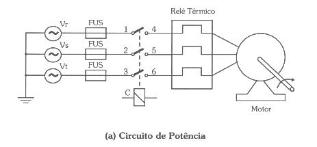 Relé Térmico
Vr FUS 1 4
Vs FUS 2 5
Vt FUS 3 6
C
Motor
(a) Circuito de Potência